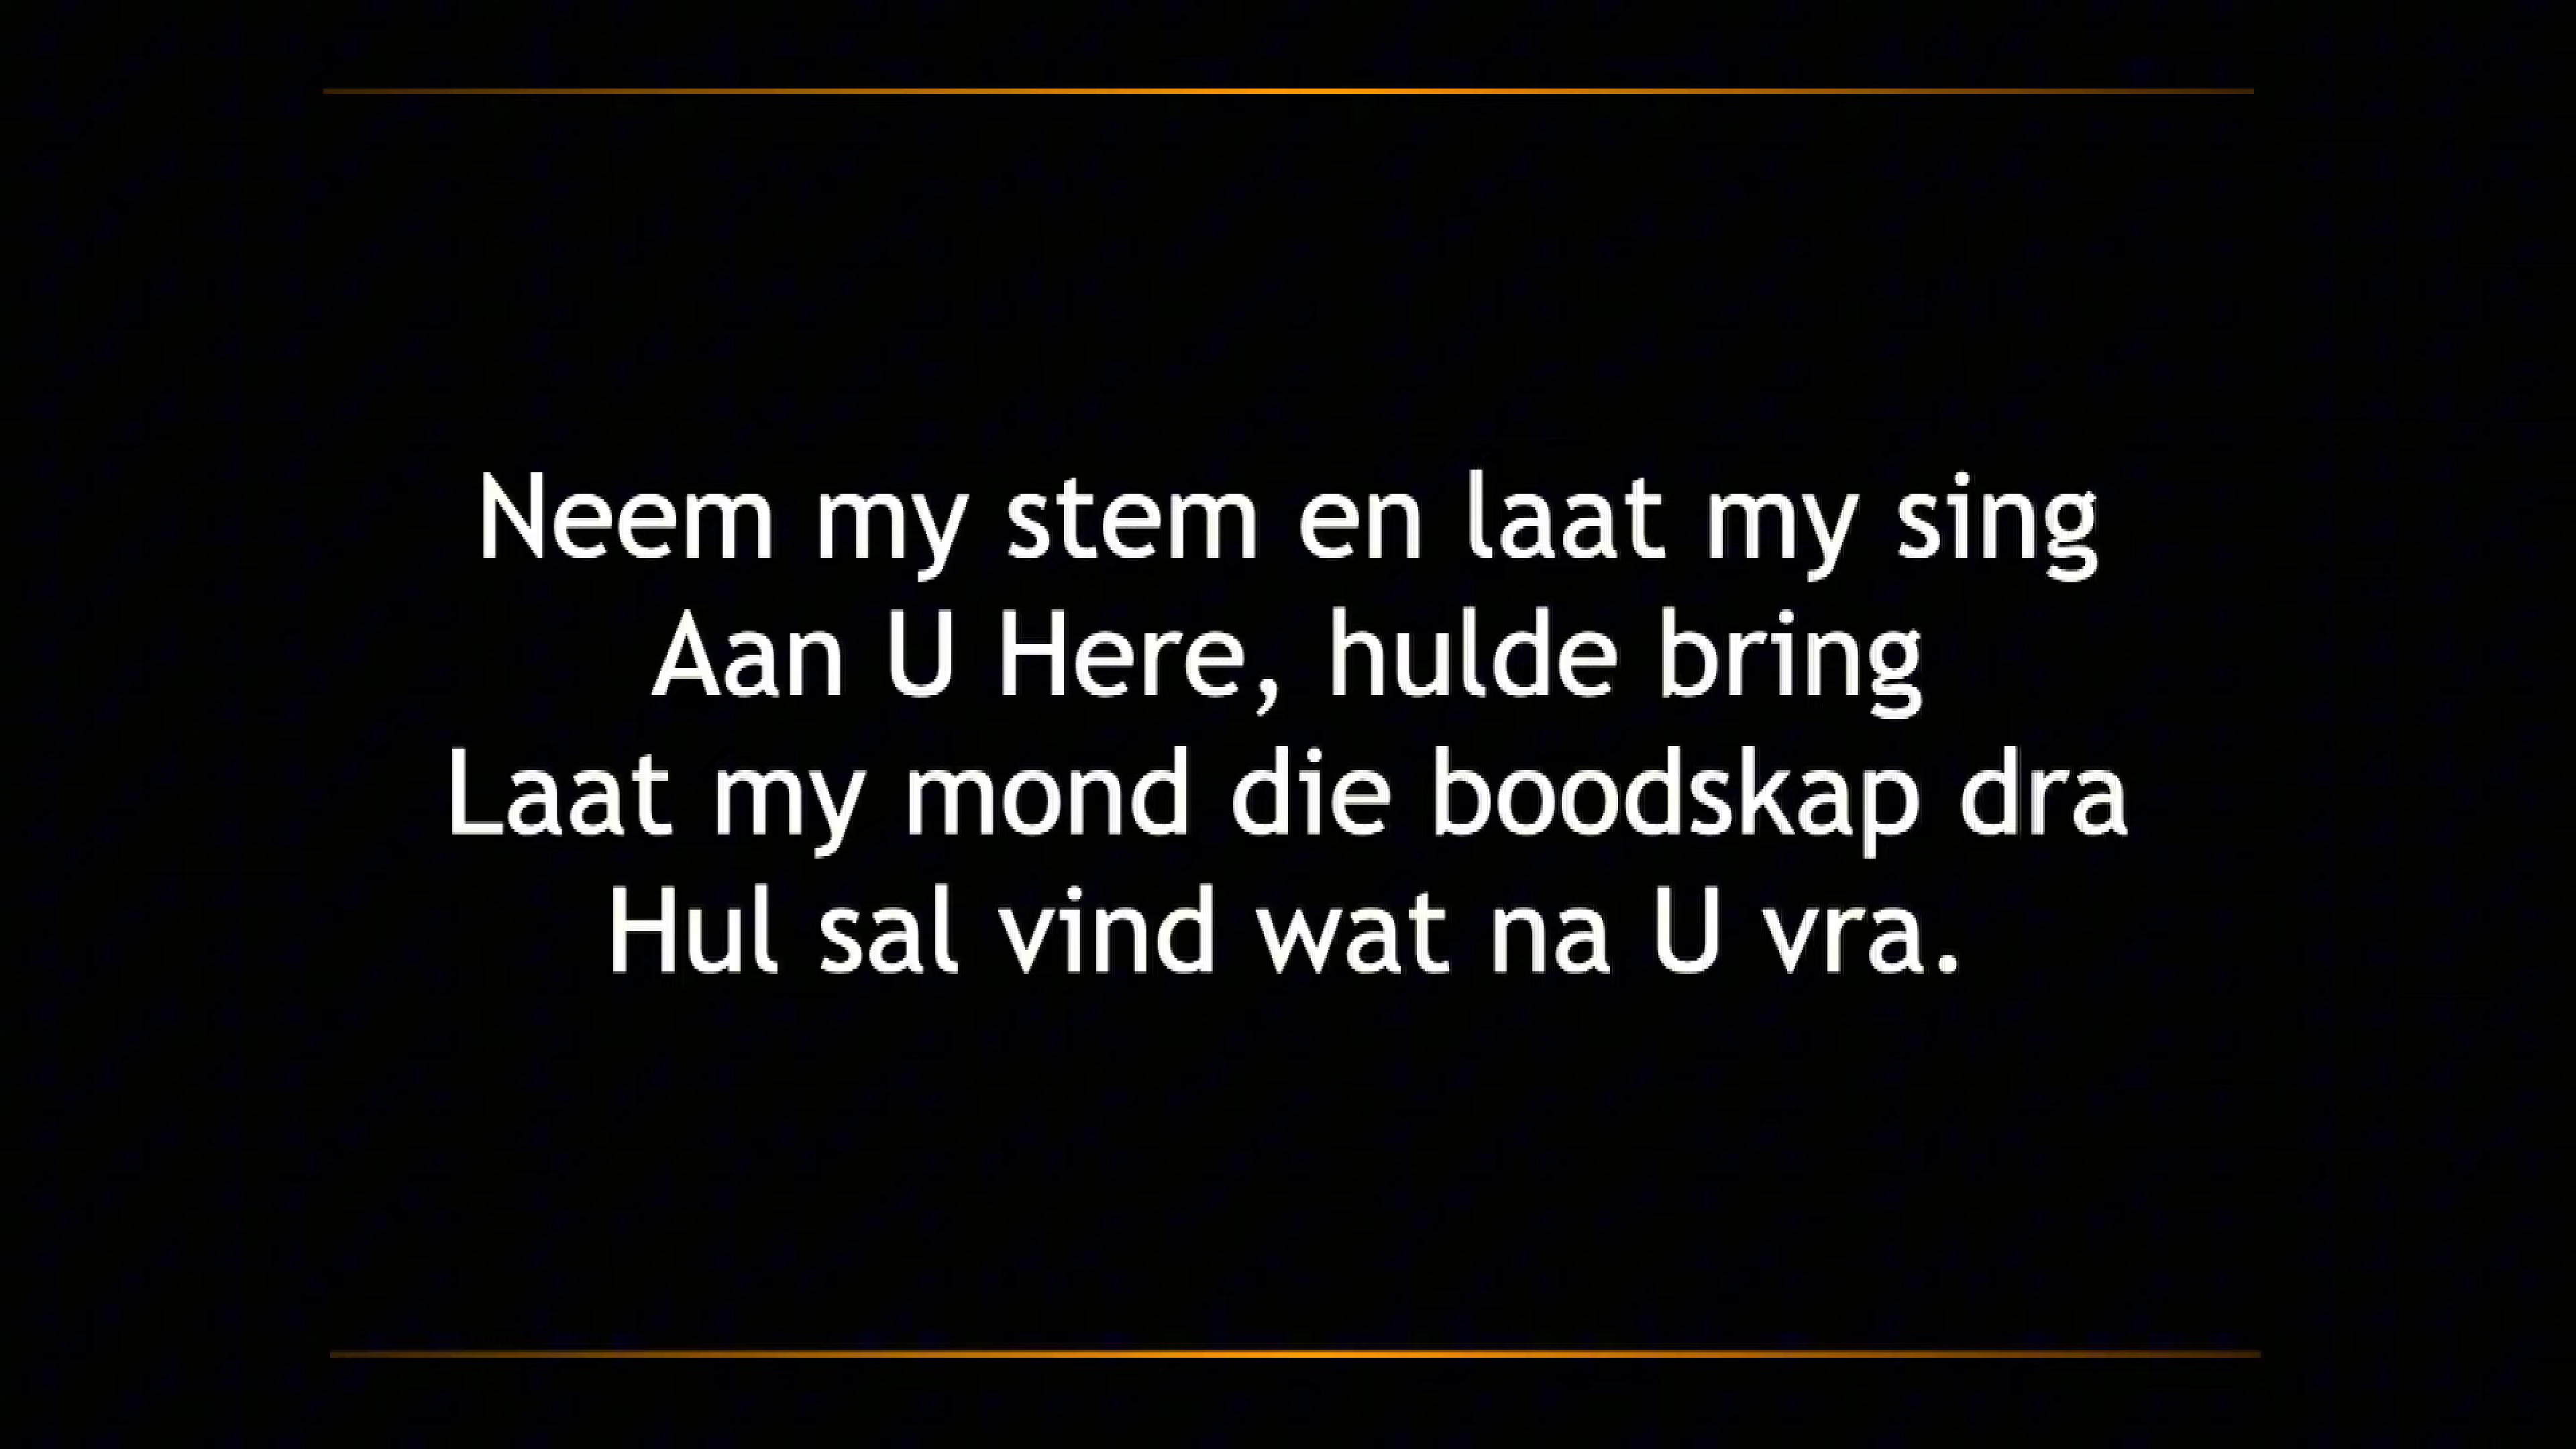 Neem my stem en laat my sing
Aan U Here, hulde bring
Laat my mond die boodskap dra
Hul sal vind wat na U vra.